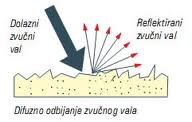 Dolazni
zvučni
val
Reflektirani
zvučni val
Difuzno odbijanje zvučnog vala